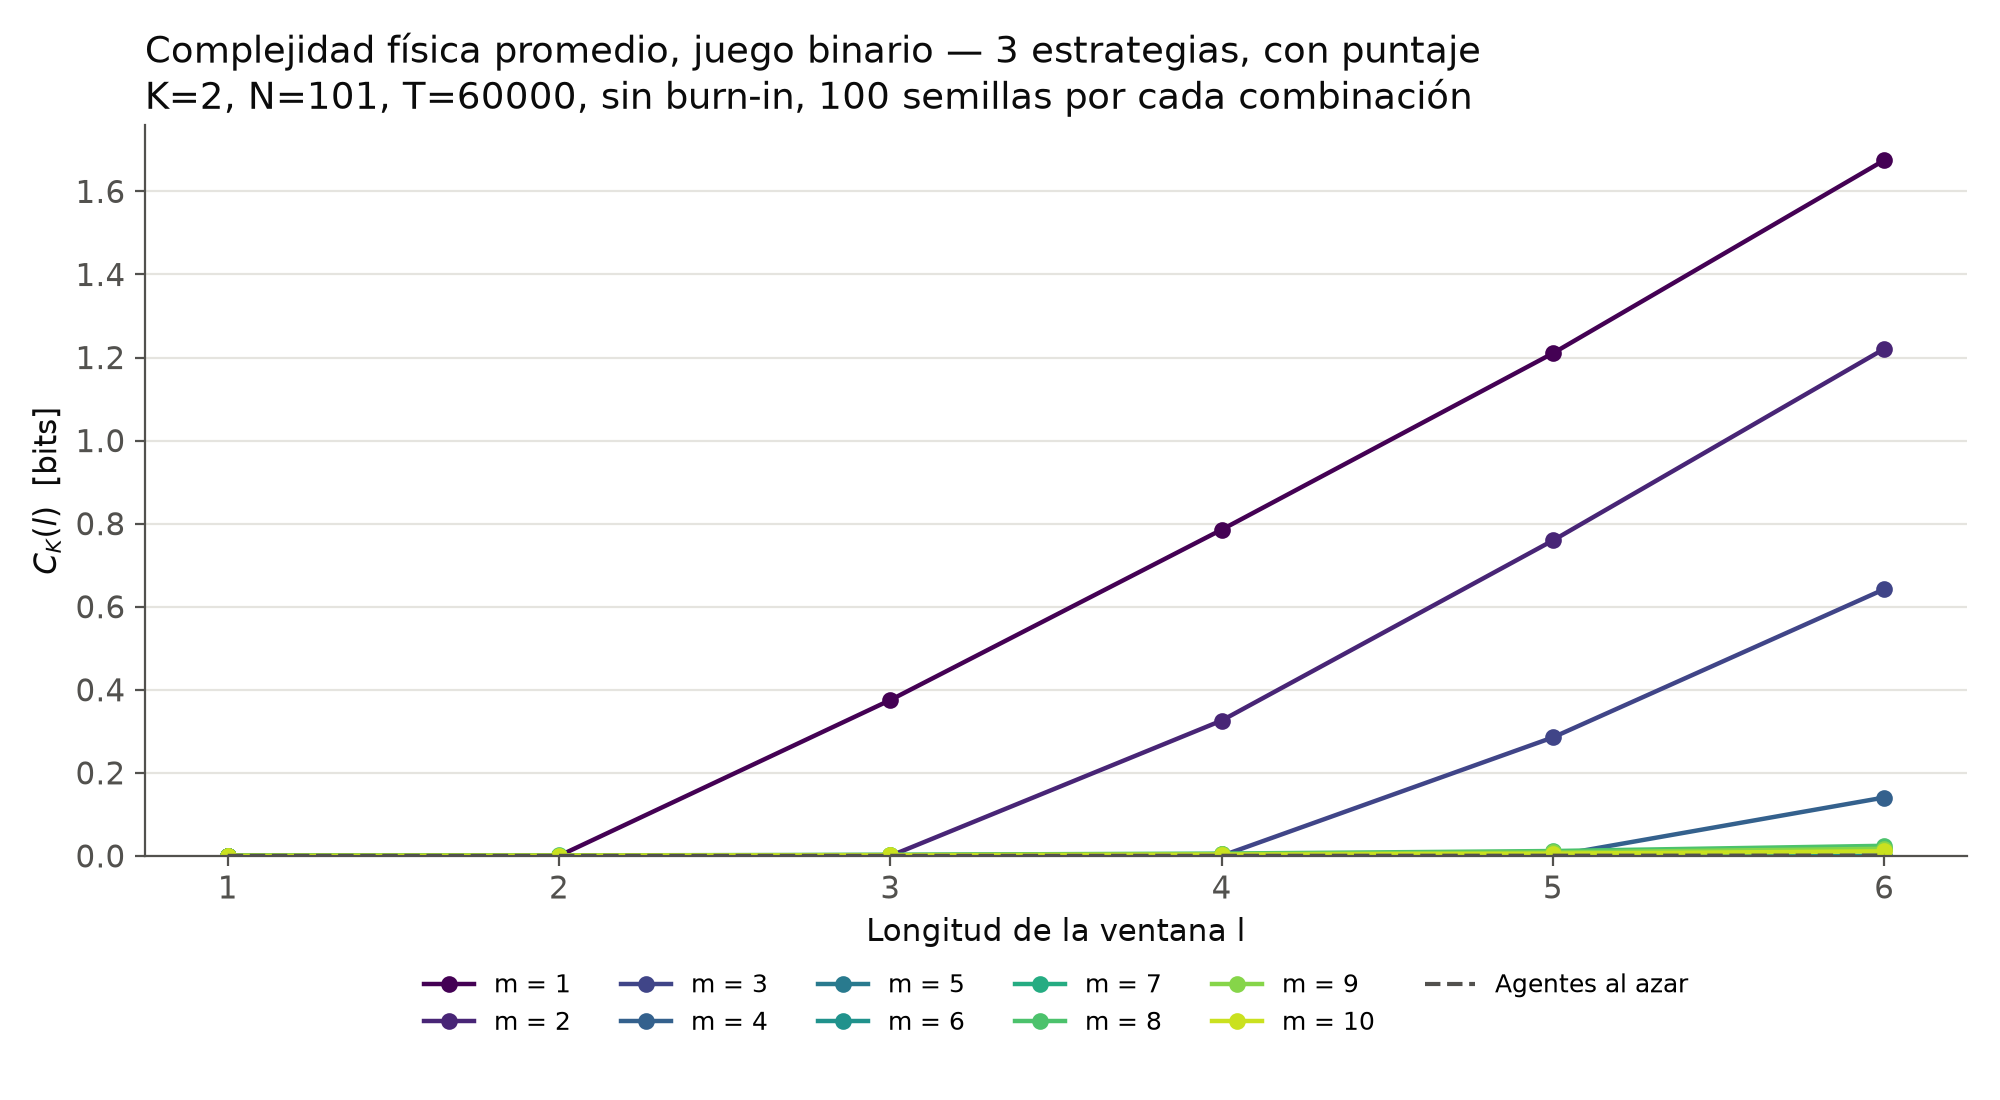 Complejidad física promedio, juego binario — 3 estrategias, con puntaje
K=2, N=101, T=60000, sin burn-in, 100 semillas por cada combinación
1.6
1.4
1.2
1.0
0.8
0.6
0.4
0.2
0.0
C_K(l) [bits]
1 2 3 4 5 6
Longitud de la ventana l
m = 1 m = 3 m = 5 m = 7 m = 9 Agentes al azar
m = 2 m = 4 m = 6 m = 8 m = 10